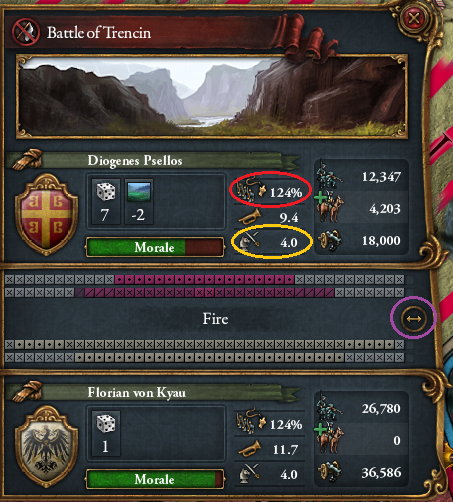 Battle of Trencin
Diogenes Psellos
7
-2
124%
9.4
4.0
12,347
4,203
18,000
Morale
Fire
Florian von Kyau
1
124%
11.7
4.0
26,780
0
36,586
Morale